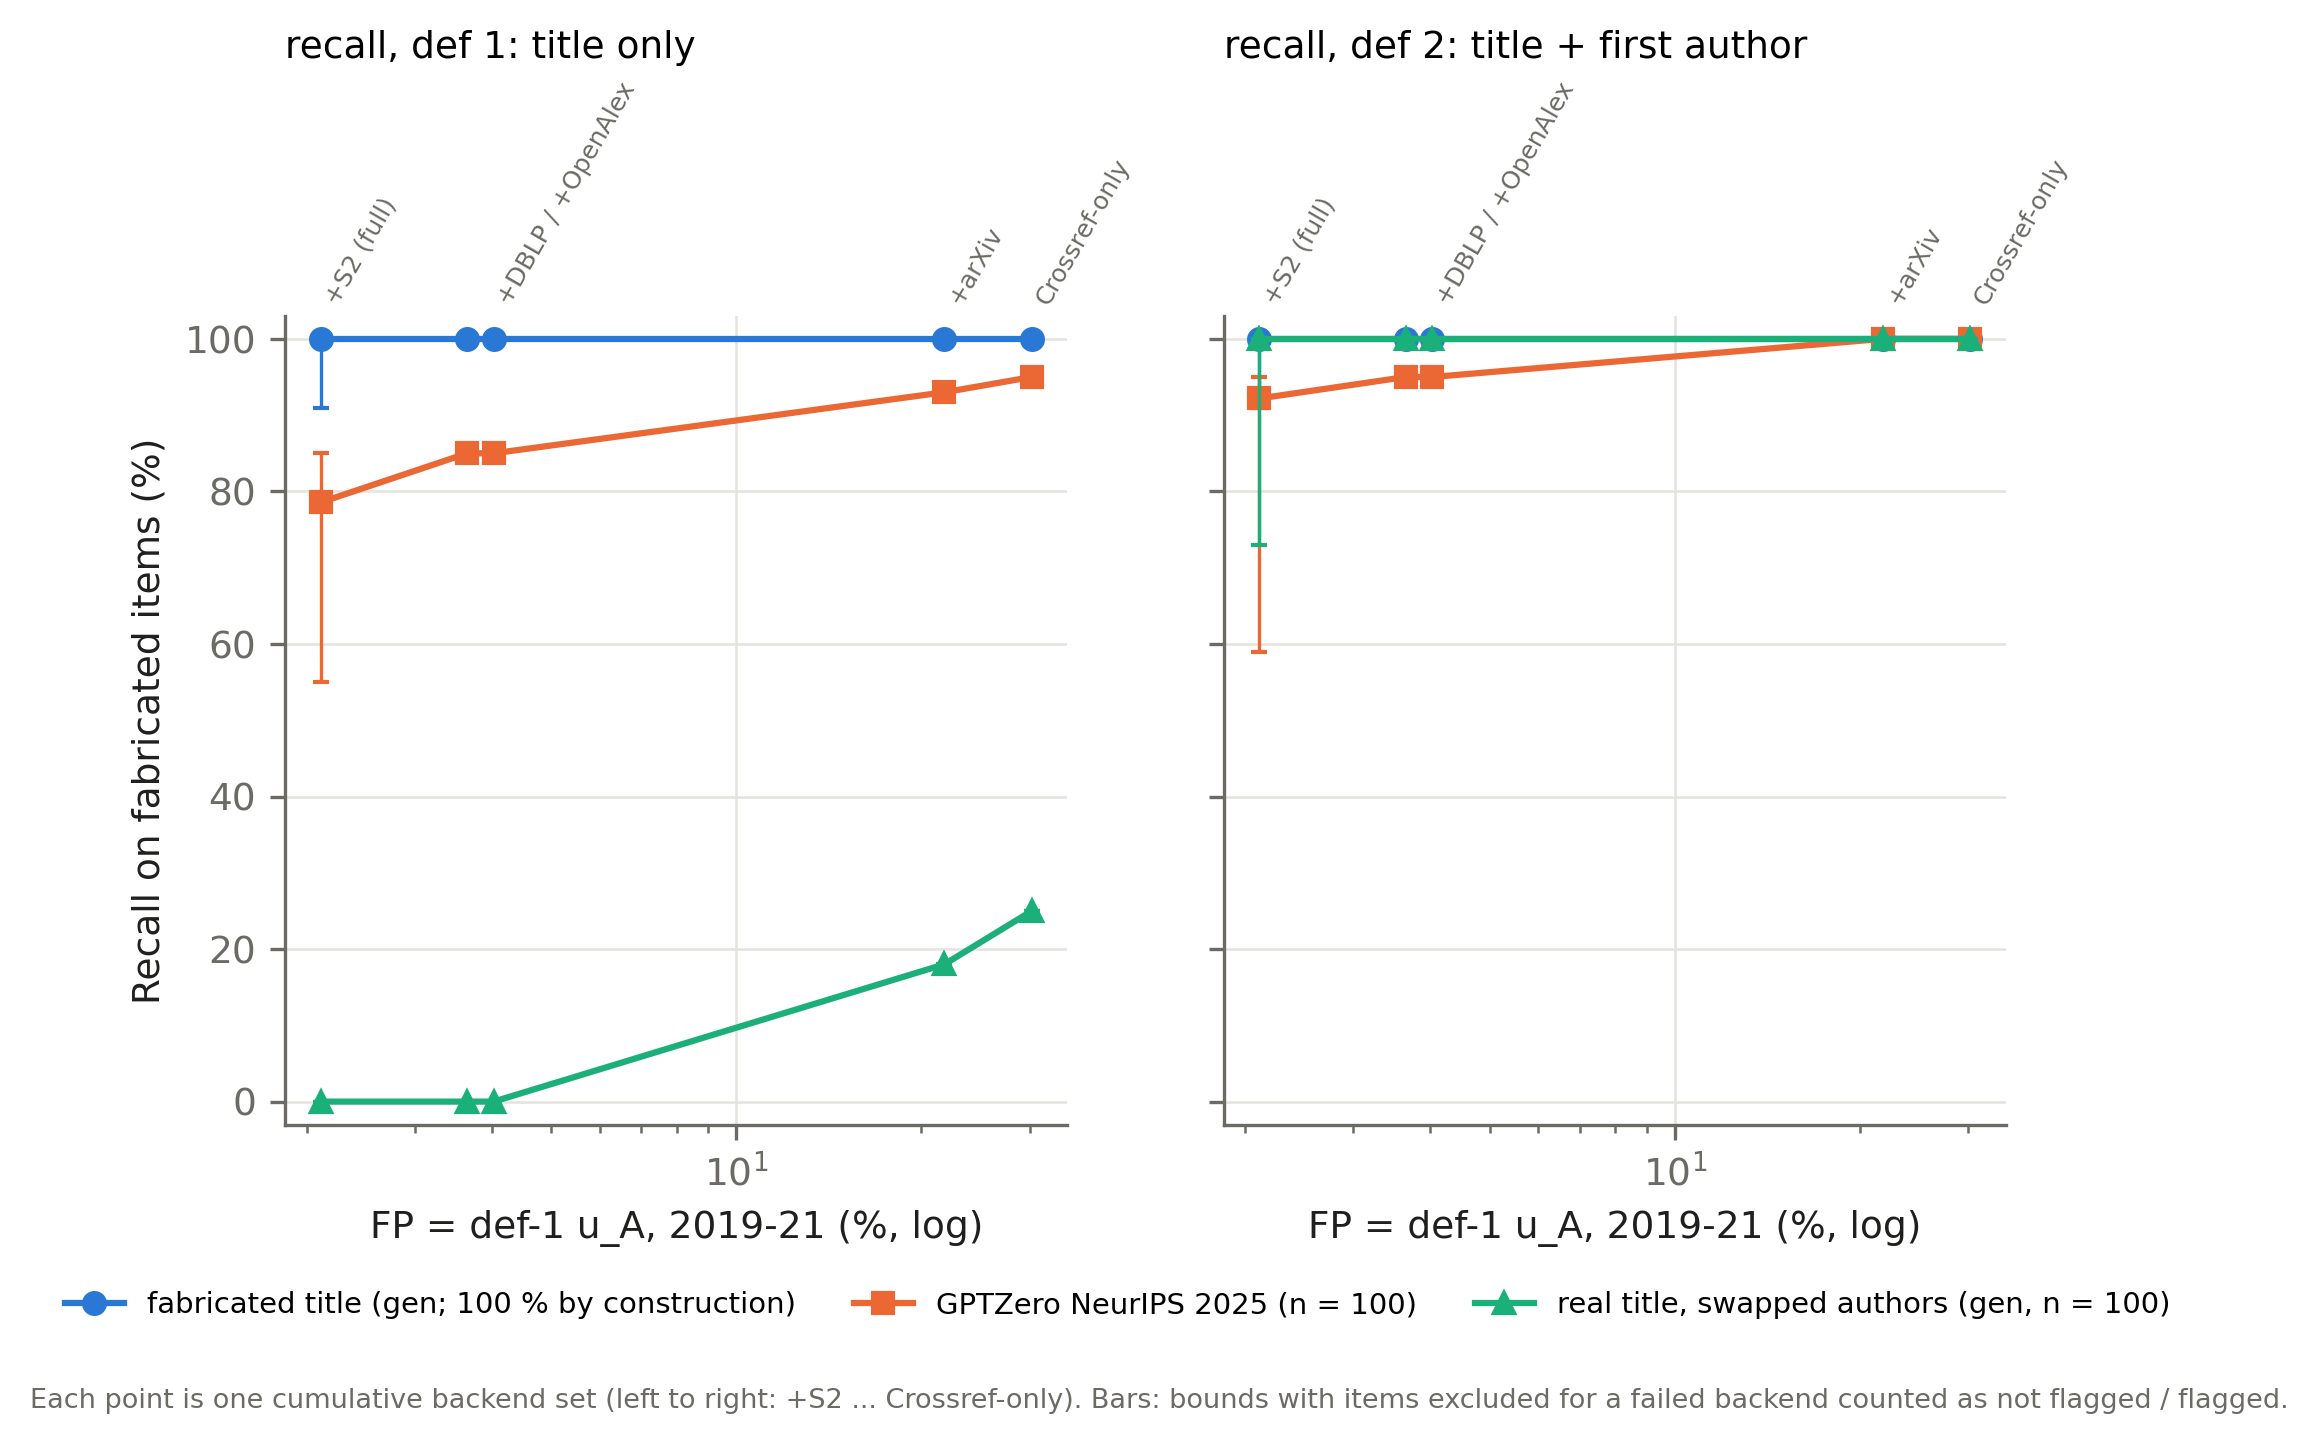 recall, def 1: title only
recall, def 2: title + first author
+S2 (full)
+DBLP / +OpenAlex
+arXiv
Crossref-only
+S2 (full)
+DBLP / +OpenAlex
+arXiv
Crossref-only
Recall on fabricated items (%)
100
80
60
40
20
0
10¹
10¹
FP = def-1 u_A, 2019-21 (%, log)
FP = def-1 u_A, 2019-21 (%, log)
fabricated title (gen; 100 % by construction)
GPTZero NeurIPS 2025 (n = 100)
real title, swapped authors (gen, n = 100)
Each point is one cumulative backend set (left to right: +S2 ... Crossref-only). Bars: bounds with items excluded for a failed backend counted as not flagged / flagged.